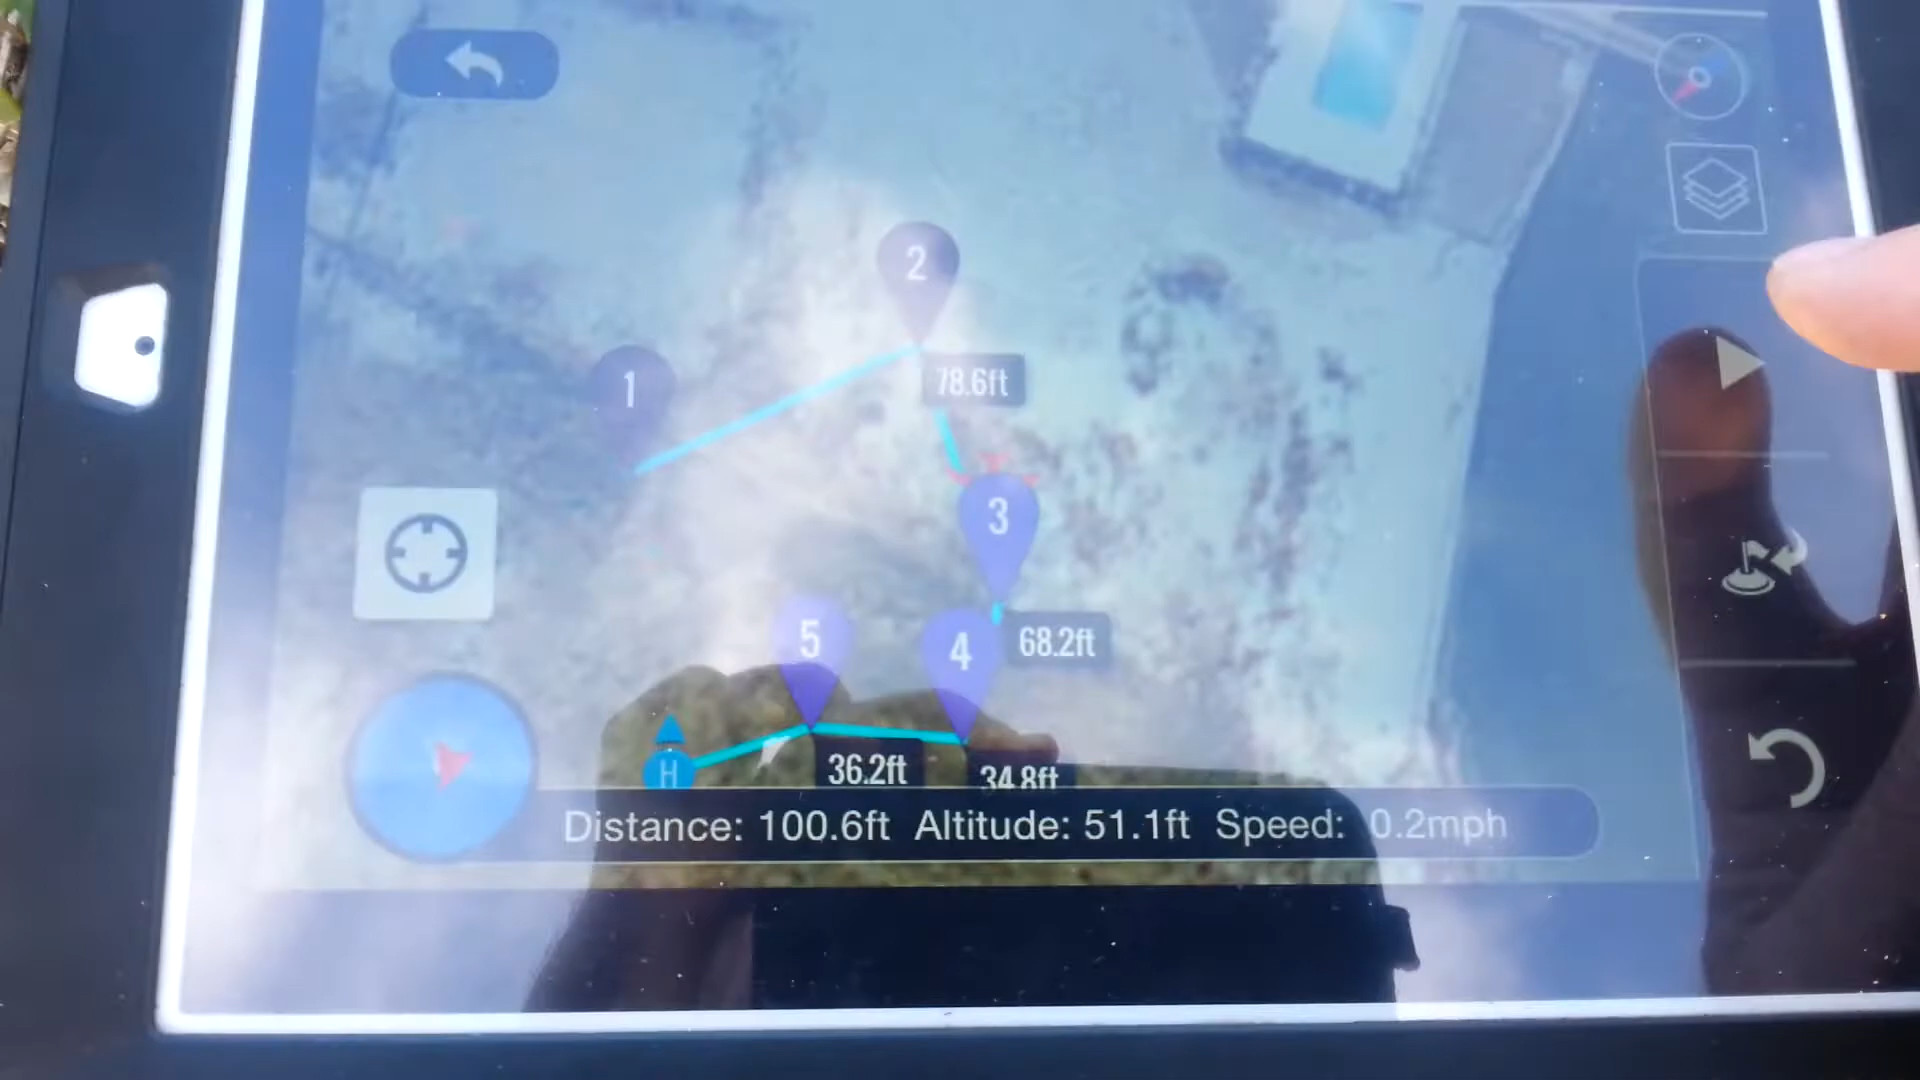 2
78.6ft
1
3
5
4
68.2ft
H
36.2ft
34.8ft
Distance: 100.6ft Altitude: 51.1ft Speed: 0.2mph